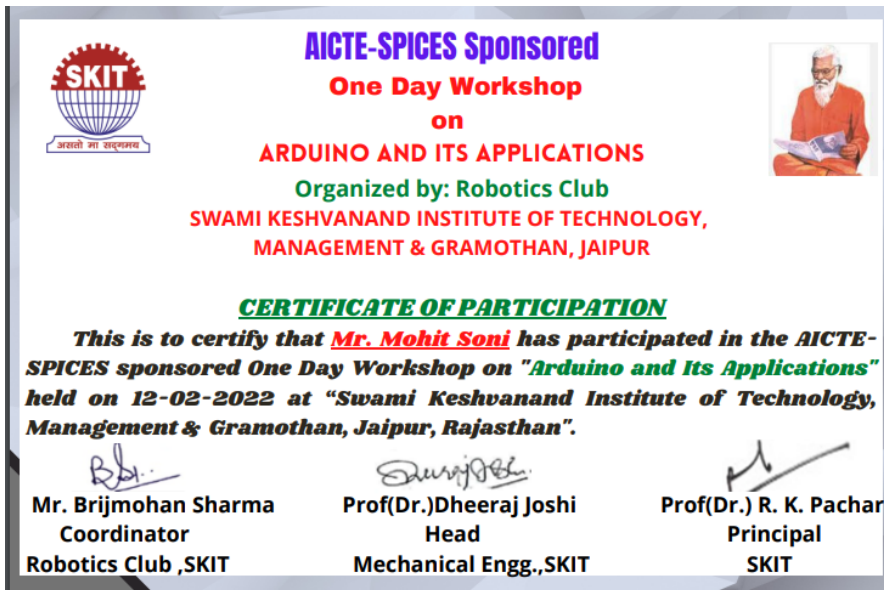 SKIT
असतो मा सद्गमय
AICTE-SPICES Sponsored
One Day Workshop
on
ARDUINO AND ITS APPLICATIONS
Organized by: Robotics Club
SWAMI KESHVANAND INSTITUTE OF TECHNOLOGY,
MANAGEMENT & GRAMOTHAN, JAIPUR
CERTIFICATE OF PARTICIPATION
This is to certify that Mr. Mohit Soni has participated in the AICTE-
SPICES sponsored One Day Workshop on "Arduino and Its Applications"
held on 12-02-2022 at “Swami Keshvanand Institute of Technology,
Management & Gramothan, Jaipur, Rajasthan".
Mr. Brijmohan Sharma Prof(Dr.)Dheeraj Joshi Prof(Dr.) R. K. Pachar
Coordinator Head Principal
Robotics Club ,SKIT Mechanical Engg.,SKIT SKIT